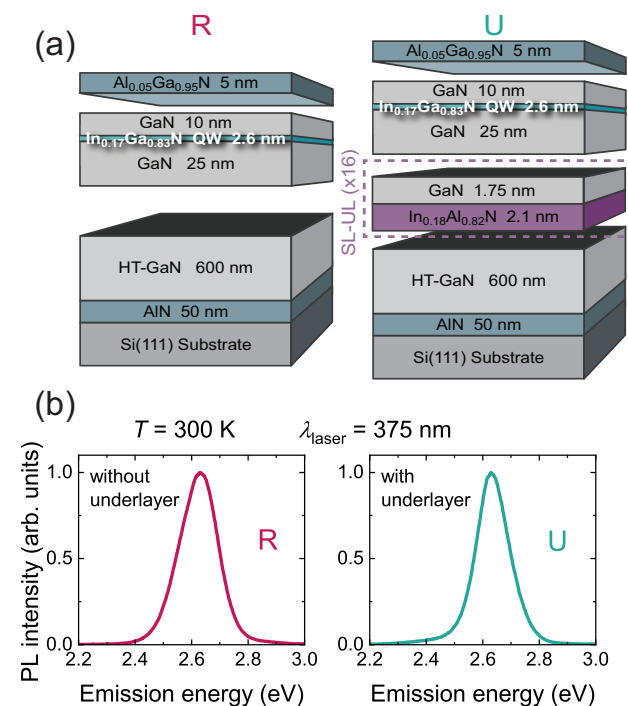 (a)
R
U
Al0.05Ga0.95N 5 nm
GaN 10 nm
In0.17Ga0.83N QW 2.6 nm
GaN 25 nm
HT-GaN 600 nm
AlN 50 nm
Si(111) Substrate
Al0.05Ga0.95N 5 nm
GaN 10 nm
In0.17Ga0.83N QW 2.6 nm
GaN 25 nm
SL-UL (x16)
GaN 1.75 nm
In0.18Al0.82N 2.1 nm
HT-GaN 600 nm
AlN 50 nm
Si(111) Substrate
(b)
T = 300 K
λlaser = 375 nm
PL intensity (arb. units)
1.0
0.5
0.0
without
underlayer
R
2.2 2.4 2.6 2.8 3.0
Emission energy (eV)
1.0
0.5
0.0
with
underlayer
U
2.2 2.4 2.6 2.8 3.0
Emission energy (eV)